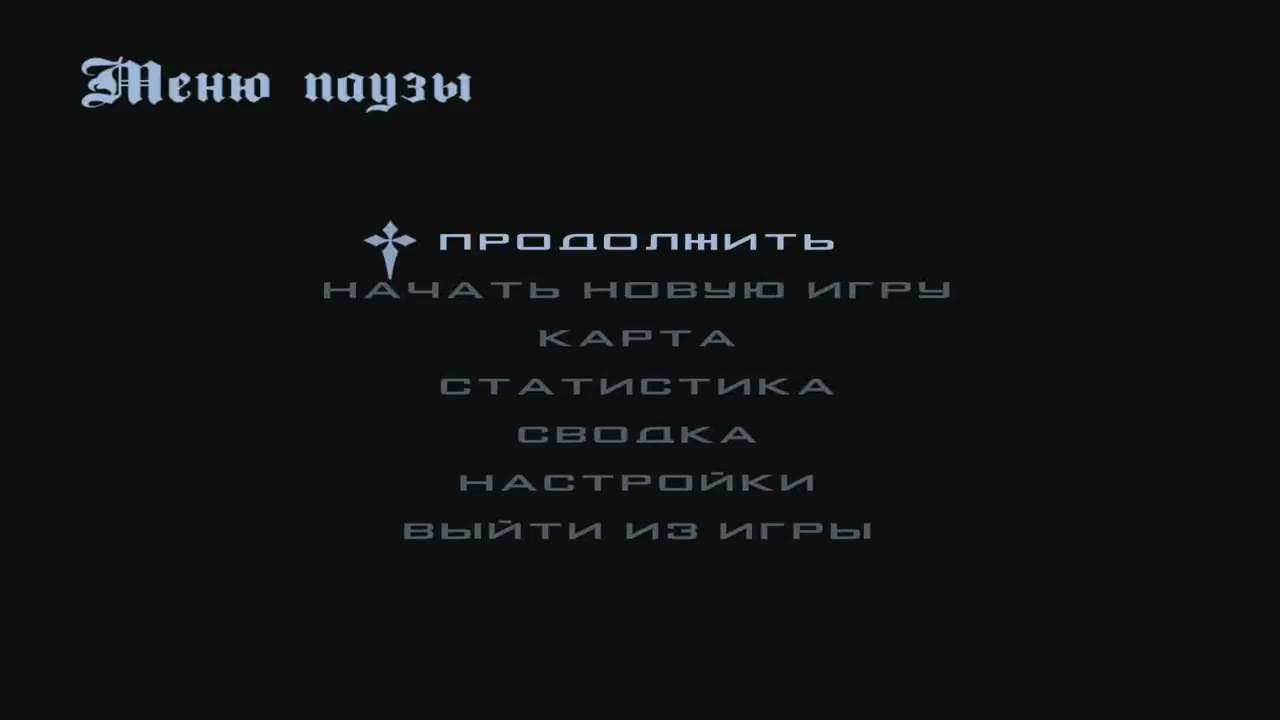 Меню паузы
ПРОДОЛЖИТЬ
НАЧАТЬ НОВУЮ ИГРУ
КАРТА
СТАТИСТИКА
СВОДКА
НАСТРОЙКИ
ВЫЙТИ ИЗ ИГРЫ